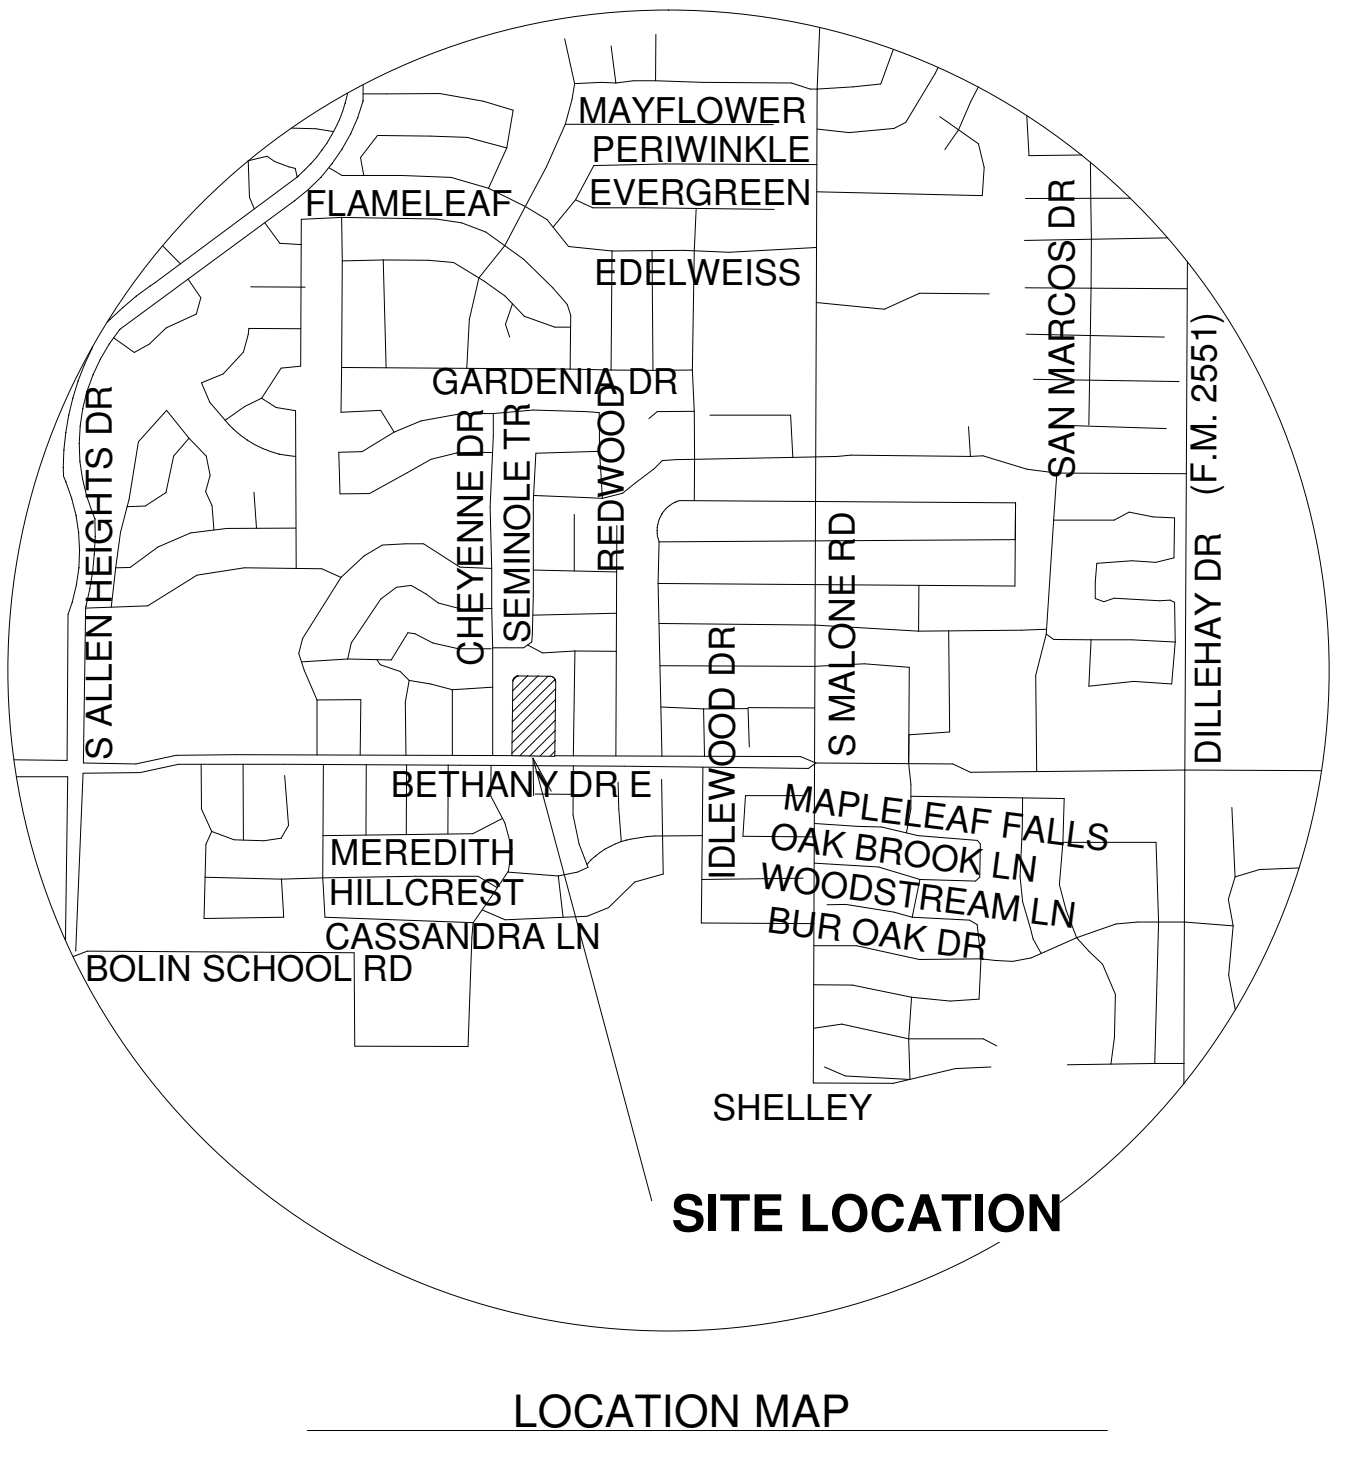 MAYFLOWER
PERIWINKLE
EVERGREEN
FLAMELEAF
EDELWEISS
SAN MARCOS DR
(F.M. 2551)
GARDENIA DR
S ALLEN HEIGHTS DR
CHEYENNE DR
SEMINOLE TR
REDWOOD
S MALONE RD
DILLEHAY DR
IDLEWOOD DR
BETHANY DR E
MAPLELEAF FALLS
OAK BROOK LN
WOODSTREAM LN
BUR OAK DR
MEREDITH
HILLCREST
CASSANDRA LN
BOLIN SCHOOL RD
SHELLEY
SITE LOCATION
LOCATION MAP